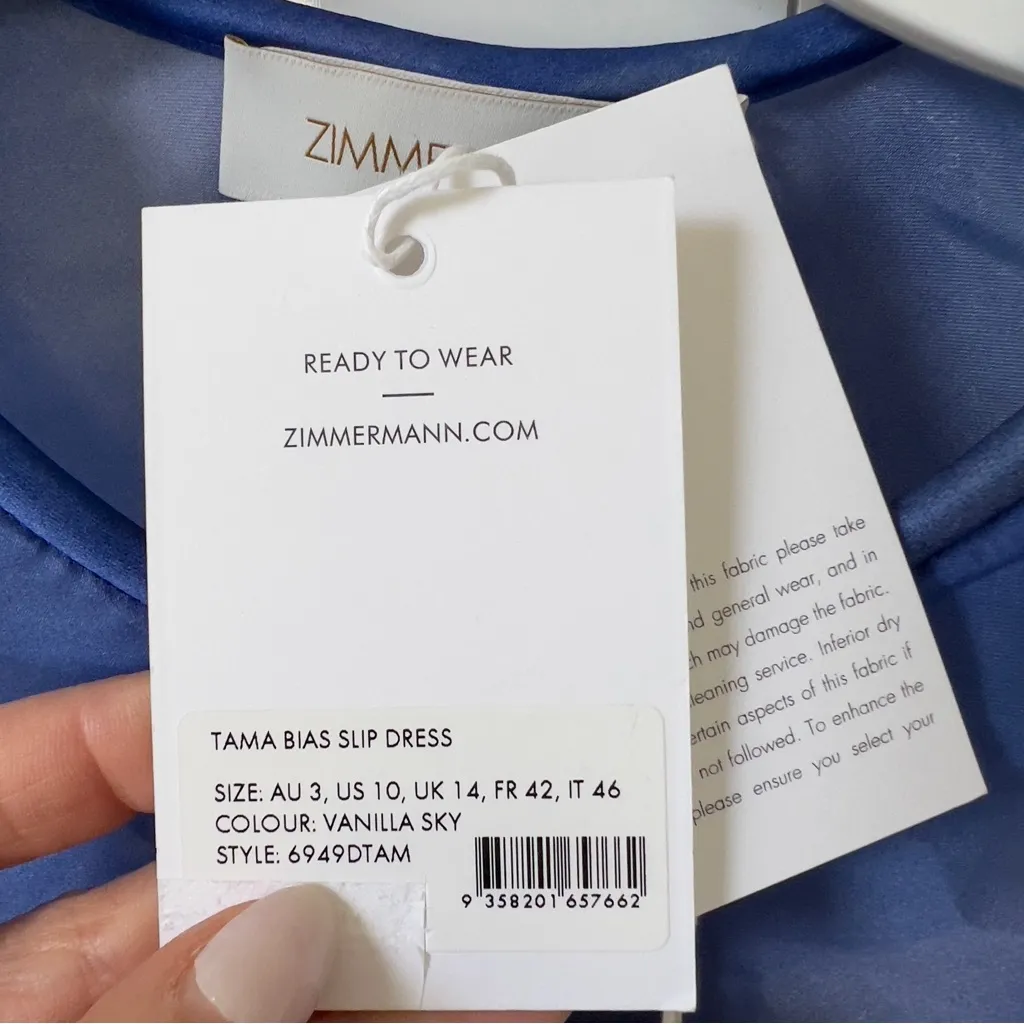 ZIMME
READY TO WEAR
ZIMMERMANN.COM
TAMA BIAS SLIP DRESS
SIZE: AU 3, US 10, UK 14, FR 42, IT 46
COLOUR: VANILLA SKY
STYLE: 6949DTAM
9 358201 657662
this fabric please take
general wear, and in
may damage the fabric.
service. Inferior dry
aspects of this fabric if
not followed. To enhance the
please ensure you select your